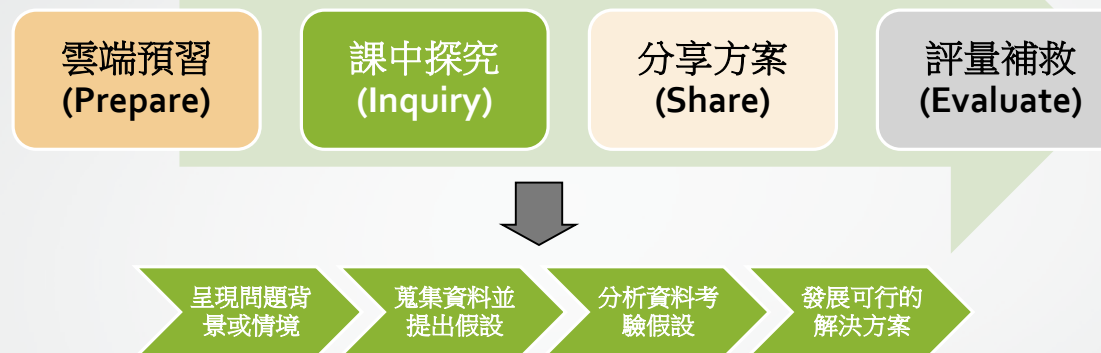 雲端預習
(Prepare)
課中探究
(Inquiry)
分享方案
(Share)
評量補救
(Evaluate)
呈現問題背
景或情境
蒐集資料並
提出假設
分析資料考
驗假設
發展可行的
解決方案